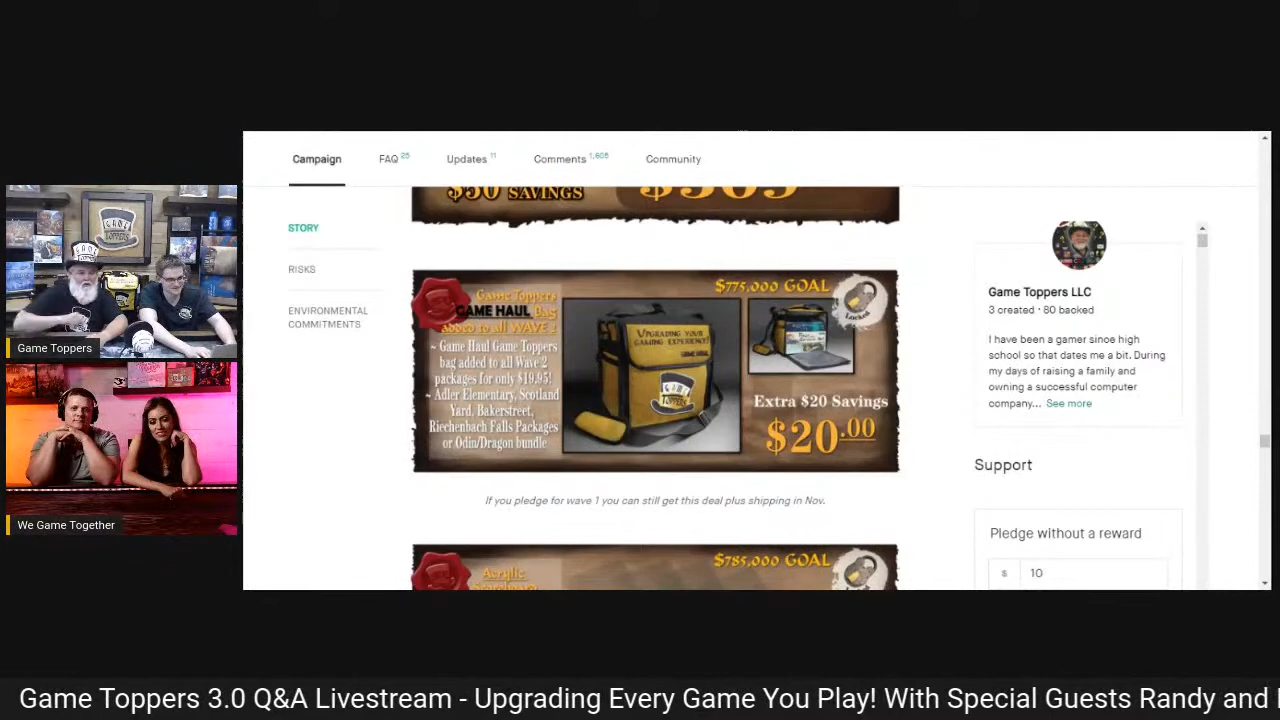 Campaign
FAQ 25
Updates 11
Comments 1,605
Community
$50 SAVINGS
STORY
RISKS
ENVIRONMENTAL
COMMITMENTS
Game Toppers
We Game Together
$775,000 GOAL
Locked
Game Toppers
GAME HAUL Bag
added to all WAVE 2
~ Game Haul Game Toppers
bag added to all Wave 2
packages for only $19.95!
~ Adler Elementary, Scotland
Yard, Bakerstreet,
Riechenbach Falls Packages
or Odin/Dragon bundle
UPGRADING YOUR
GAMING EXPERIENCE!
GAME
TOPPERS
Extra $20 Savings
$20.00
If you pledge for wave 1 you can still get this deal plus shipping in Nov.
$785,000 GOAL
Acrylic
Game Toppers LLC
3 created · 80 backed
I have been a gamer since high
school so that dates me a bit. During
my days of raising a family and
owning a successful computer
company... See more
Support
Pledge without a reward
$ 10
Game Toppers 3.0 Q&A Livestream - Upgrading Every Game You Play! With Special Guests Randy and